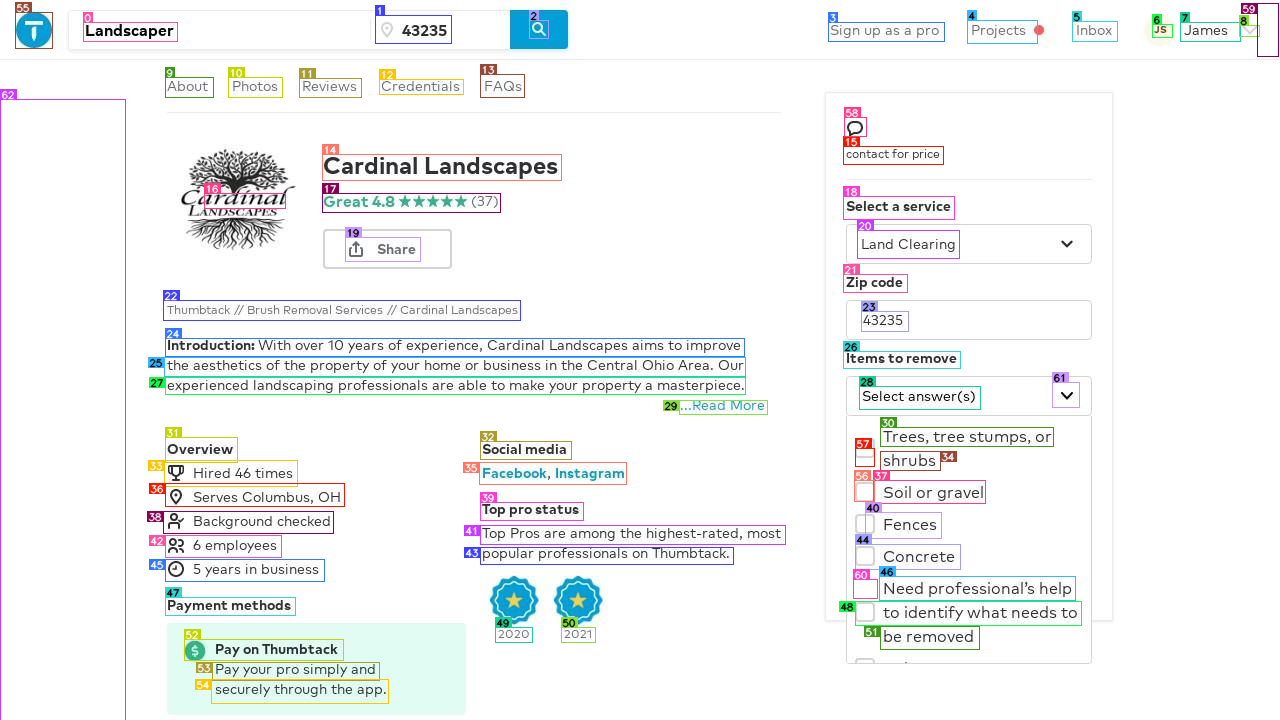 Landscaper
43235
Sign up as a pro
Projects
Inbox
JS
James
About
Photos
Reviews
Credentials
FAQs
Cardinal
LANDSCAPES
Cardinal Landscapes
Great 4.8 ★★★★★ (37)
Share
Thumbtack // Brush Removal Services // Cardinal Landscapes
Introduction: With over 10 years of experience, Cardinal Landscapes aims to improve
the aesthetics of the property of your home or business in the Central Ohio Area. Our
experienced landscaping professionals are able to make your property a masterpiece.
...Read More
Overview
Hired 46 times
Serves Columbus, OH
Background checked
6 employees
5 years in business
Payment methods
Pay on Thumbtack
Pay your pro simply and
securely through the app.
Social media
Facebook, Instagram
Top pro status
Top Pros are among the highest-rated, most
popular professionals on Thumbtack.
2020
2021
contact for price
Select a service
Land Clearing
Zip code
43235
Items to remove
Select answer(s)
Trees, tree stumps, or
shrubs
Soil or gravel
Fences
Concrete
Need professional's help
to identify what needs to
be removed